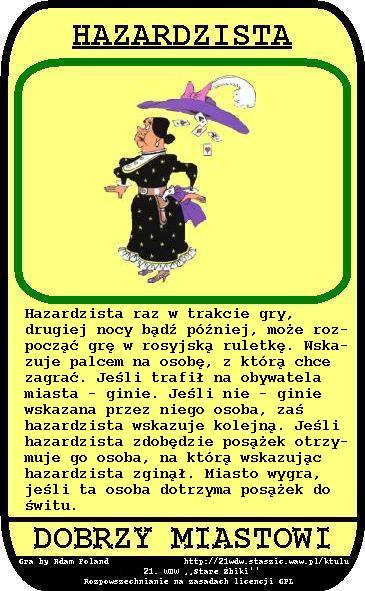 HAZARDZISTA
Hazardzista raz w trakcie gry,
drugiej nocy bądź później, może roz-
począć grę w rosyjską ruletkę. Wska-
zuje palcem na osobę, z którą chce
zagrać. Jeśli trafił na obywatela
miasta - ginie. Jeśli nie - ginie
wskazana przez niego osoba, zaś
hazardzista wskazuje kolejną. Jeśli
hazardzista zdobędzie posążek otrzy-
muje go osoba, na którą wskazując
hazardzista zginął. Miasto wygra,
jeśli ta osoba dotrzyma posążek do
świtu.
DOBRZY MIASTOWI
Gra by Adam Poland http://21wdw.staszic.waw.pl/ktulu
21. WDW ,,Stare Żbiki''
Rozpowszechnianie na zasadach licencji GPL